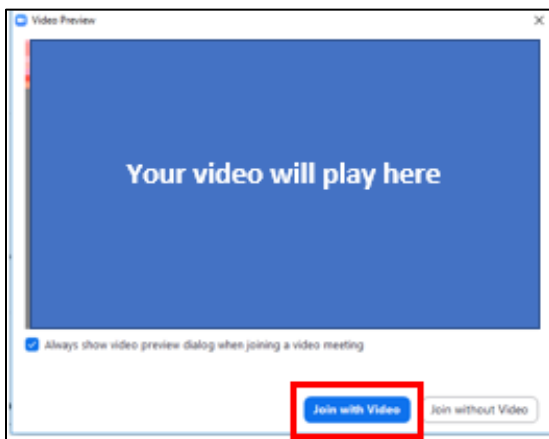 Video Preview
Your video will play here
Always show video preview dialog when joining a video meeting
Join with Video
Join without Video